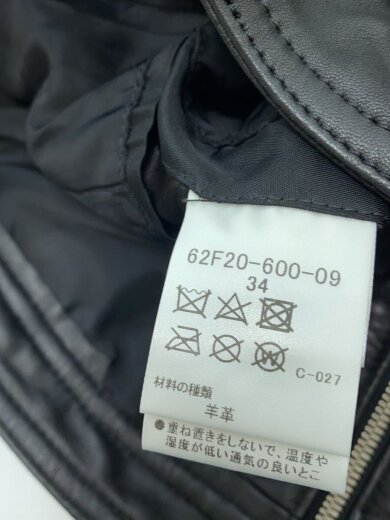 62F20-600-09
34
W
C-027
材料の種類
羊革
●重ね置きをしないで、温度や
湿度が低い通気の良いとこ